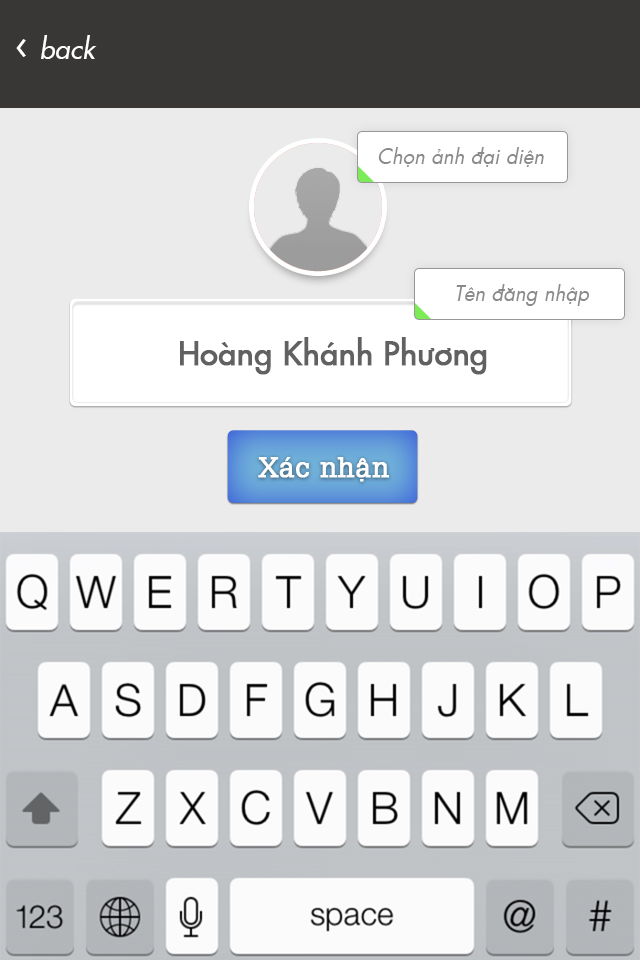 back
Chọn ảnh đại diện
Tên đăng nhập
Hoàng Khánh Phương
Xác nhận
Q W E R T Y U I O P
A S D F G H J K L
Z X C V B N M
123 space @ #